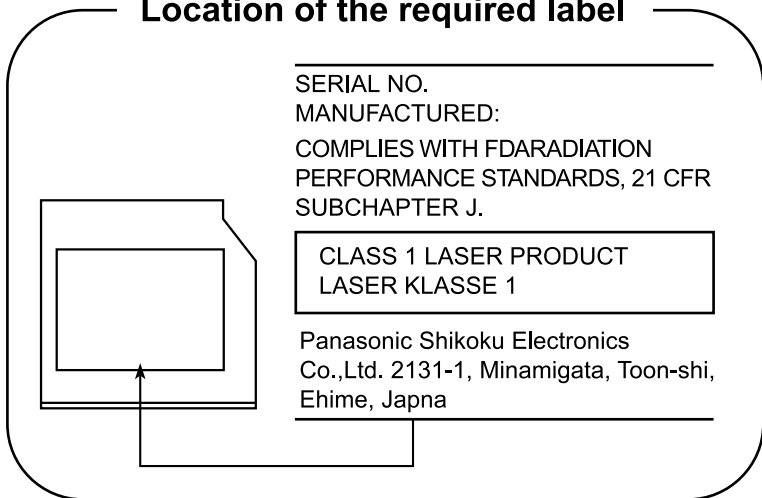 Location of the required label
SERIAL NO.
MANUFACTURED:
COMPLIES WITH FDARADIATION
PERFORMANCE STANDARDS, 21 CFR
SUBCHAPTER J.
CLASS 1 LASER PRODUCT
LASER KLASSE 1
Panasonic Shikoku Electronics
Co.,Ltd. 2131-1, Minamigata, Toon-shi,
Ehime, Japna